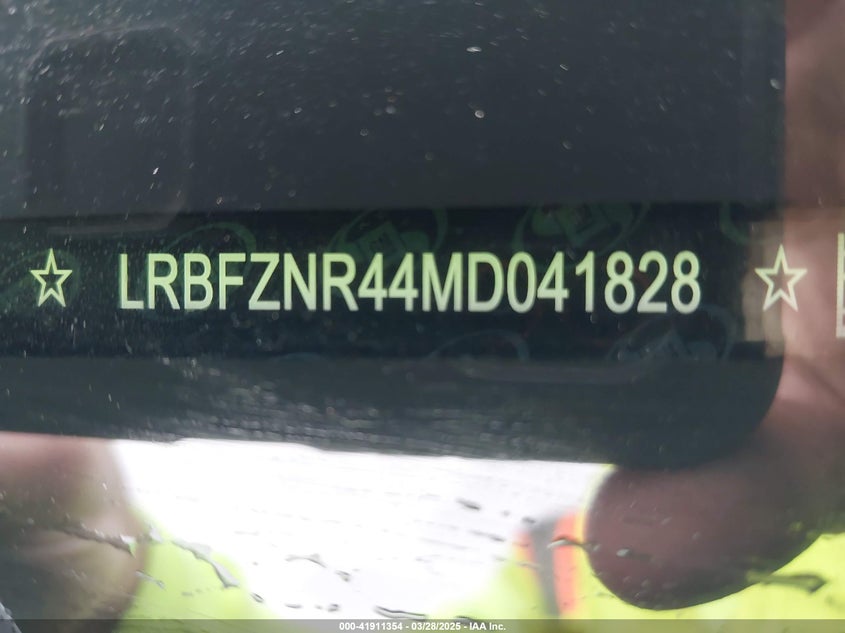 ☆ LRBFZNR44MD041828 ☆
000-41911354 - 03/28/2025 - IAA Inc.